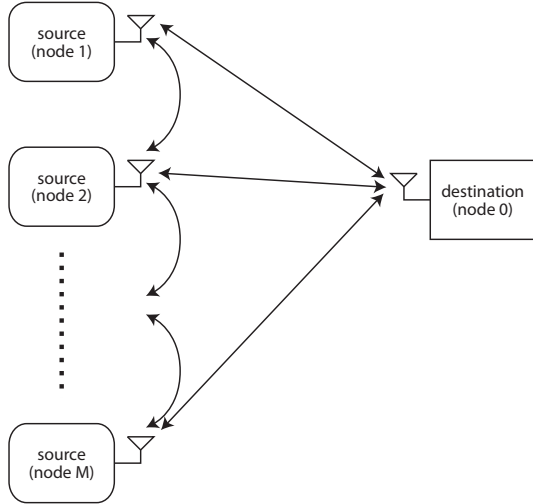 source
(node 1)
source
(node 2)
destination
(node 0)
source
(node M)